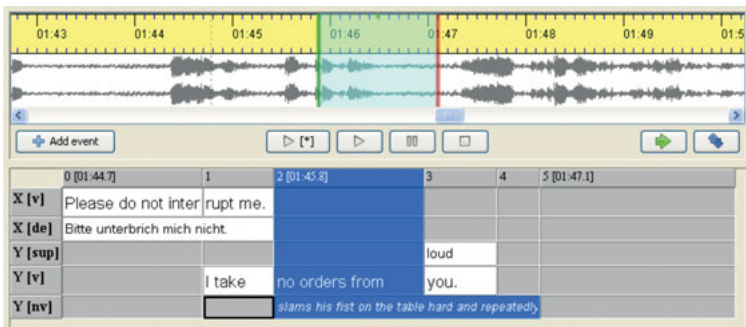 01:43 01:44 01:45 01:46 01:47 01:48 01:49 01:5
Add event [*]
0 [01:44.7] 1 2 [01:45.8] 3 4 5 [01:47.1]
X [v] Please do not inter rupt me.
X [de] Bitte unterbrich mich nicht.
Y [sup] loud
Y [v] I take no orders from you.
Y [nv] slams his fist on the table hard and repeatedly